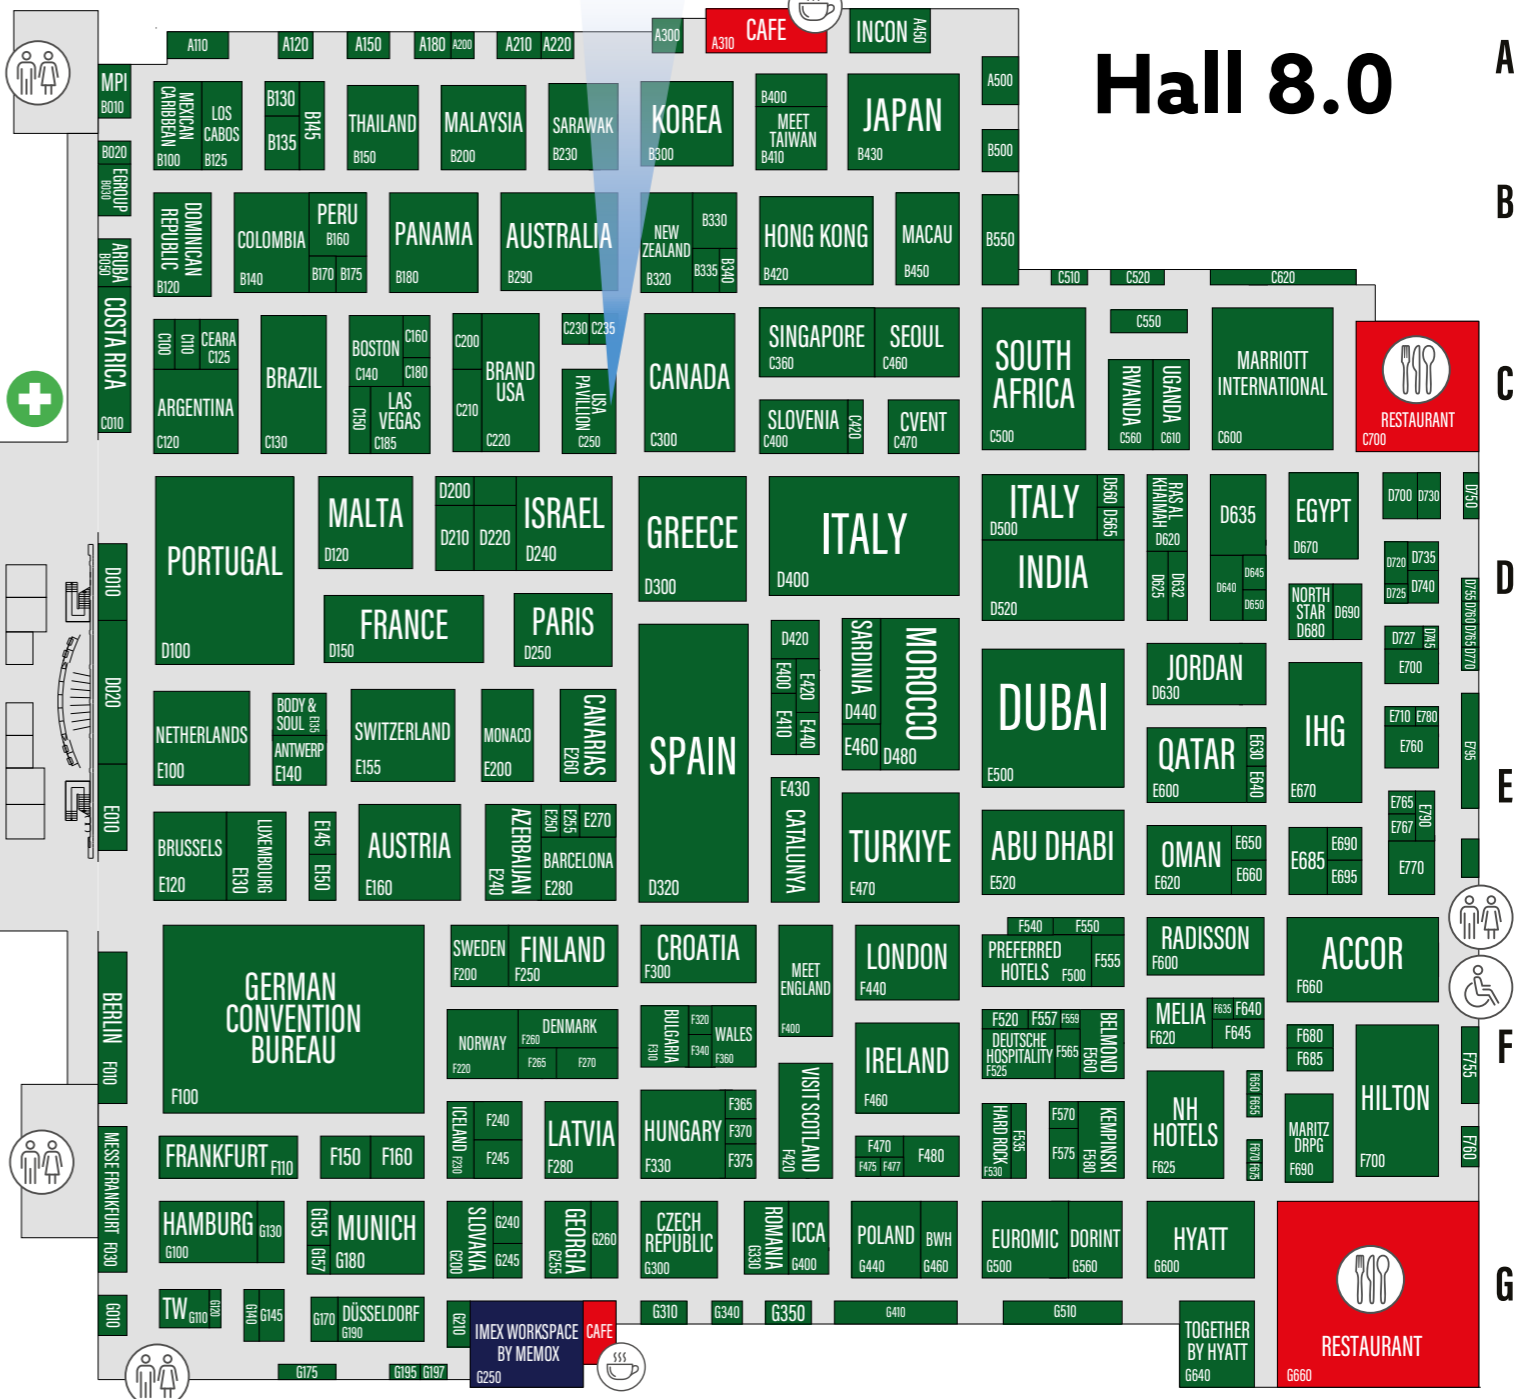 Hall 8.0
A
B
C
D
E
F
G
A110
A120
A150
A180
A200
A210
A220
A300
CAFE
A310
INCON
A450
A500
MPI
B010
B020
EGROUP
B030
ARUBA
B050
COSTA RICA
C010
MEXICAN
CARIBBEAN
B100
LOS
CABOS
B125
B130
B135
B145
THAILAND
B150
MALAYSIA
B200
SARAWAK
B230
KOREA
B300
B400
MEET
TAIWAN
B410
JAPAN
B430
B500
DOMINICAN
REPUBLIC
B120
COLOMBIA
B140
PERU
B160
B170
B175
PANAMA
B180
AUSTRALIA
B290
NEW
ZEALAND
B320
B330
B335
B340
HONG KONG
B420
MACAU
B450
B550
C510
C520
C620
C100
C110
CEARA
C125
ARGENTINA
C120
BRAZIL
C130
BOSTON
C140
C160
C180
C150
LAS
VEGAS
C185
C200
C210
BRAND
USA
C220
C230
C235
USA
PAVILLION
C250
CANADA
C300
SINGAPORE
C360
SEOUL
C460
SLOVENIA
C400
C420
CVENT
C470
SOUTH
AFRICA
C500
C550
RWANDA
C560
UGANDA
C610
MARRIOTT
INTERNATIONAL
C600
RESTAURANT
C700
D010
D020
E010
PORTUGAL
D100
MALTA
D120
D200
D210
D220
ISRAEL
D240
GREECE
D300
ITALY
D400
ITALY
D500
D560
D565
INDIA
D520
RAS AL
KHAIMAH
D620
D625
D632
D635
D640
D645
D650
EGYPT
D670
NORTH
STAR
D680
D690
D700
D730
D750
D720
D725
D735
D740
D755 D760 D765 D770
D727
D745
E700
FRANCE
D150
PARIS
D250
SPAIN
D320
D420
E400
E410
E420
E440
SARDINIA
D440
E460
MOROCCO
D480
DUBAI
E500
JORDAN
D630
QATAR
E600
E630
E640
IHG
E670
E710
E780
E760
E795
NETHERLANDS
E100
BODY &
SOUL
E135
ANTWERP
E140
SWITZERLAND
E155
MONACO
E200
CANARIAS
E260
E430
CATALUNYA
TURKIYE
E470
ABU DHABI
E520
OMAN
E620
E650
E660
E685
E690
E695
E765
E767
E790
E770
BRUSSELS
E120
LUXEMBOURG
E130
E145
E150
AUSTRIA
E160
AZERBAIJAN
E240
E250
E255
E270
BARCELONA
E280
BERLIN
F010
GERMAN
CONVENTION
BUREAU
F100
SWEDEN
F200
FINLAND
F250
CROATIA
F300
MEET
ENGLAND
F400
LONDON
F440
F540
F550
PREFERRED
HOTELS
F500
F555
RADISSON
F600
ACCOR
F660
NORWAY
F220
DENMARK
F260
F265
F270
BULGARIA
F310
F320
F340
WALES
F360
IRELAND
F460
F520
F557
F559
DEUTSCHE
HOSPITALITY
F525
F565
BELMOND
F560
MELIA
F620
F635
F640
F645
F680
F685
HILTON
F700
F755
F760
MESSE FRANKFURT
F030
FRANKFURT
F110
F150
F160
ICELAND
F230
F240
F245
LATVIA
F280
HUNGARY
F330
F365
F370
F375
VISIT SCOTLAND
F420
F470
F475
F477
F480
HARD ROCK
F530
F535
F570
F575
KEMPINSKI
F580
NH
HOTELS
F625
F650 F655
F670 F675
MARITZ
DRPG
F690
HAMBURG
G100
G130
G155
G157
MUNICH
G180
SLOVAKIA
G200
G240
G245
GEORGIA
G255
G260
CZECH
REPUBLIC
G300
ROMANIA
G330
ICCA
G400
POLAND
G440
BWH
G460
EUROMIC
G500
DORINT
G560
HYATT
G600
G010
TW
G110
G120
G140
G145
G170
DÜSSELDORF
G190
G175
G195
G197
G210
IMEX WORKSPACE
BY MEMOX
G250
CAFE
G310
G340
G350
G410
G510
TOGETHER
BY HYATT
G640
RESTAURANT
G660